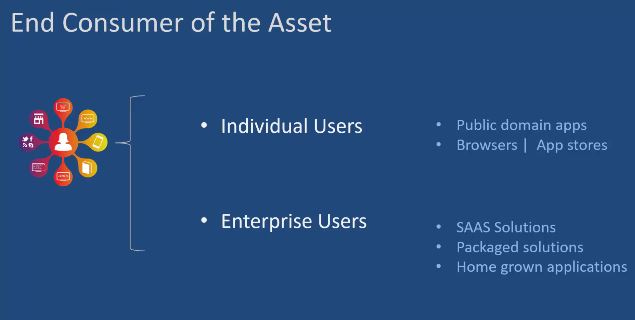 End Consumer of the Asset
• Individual Users
• Public domain apps
• Browsers | App stores
• Enterprise Users
• SAAS Solutions
• Packaged solutions
• Home grown applications